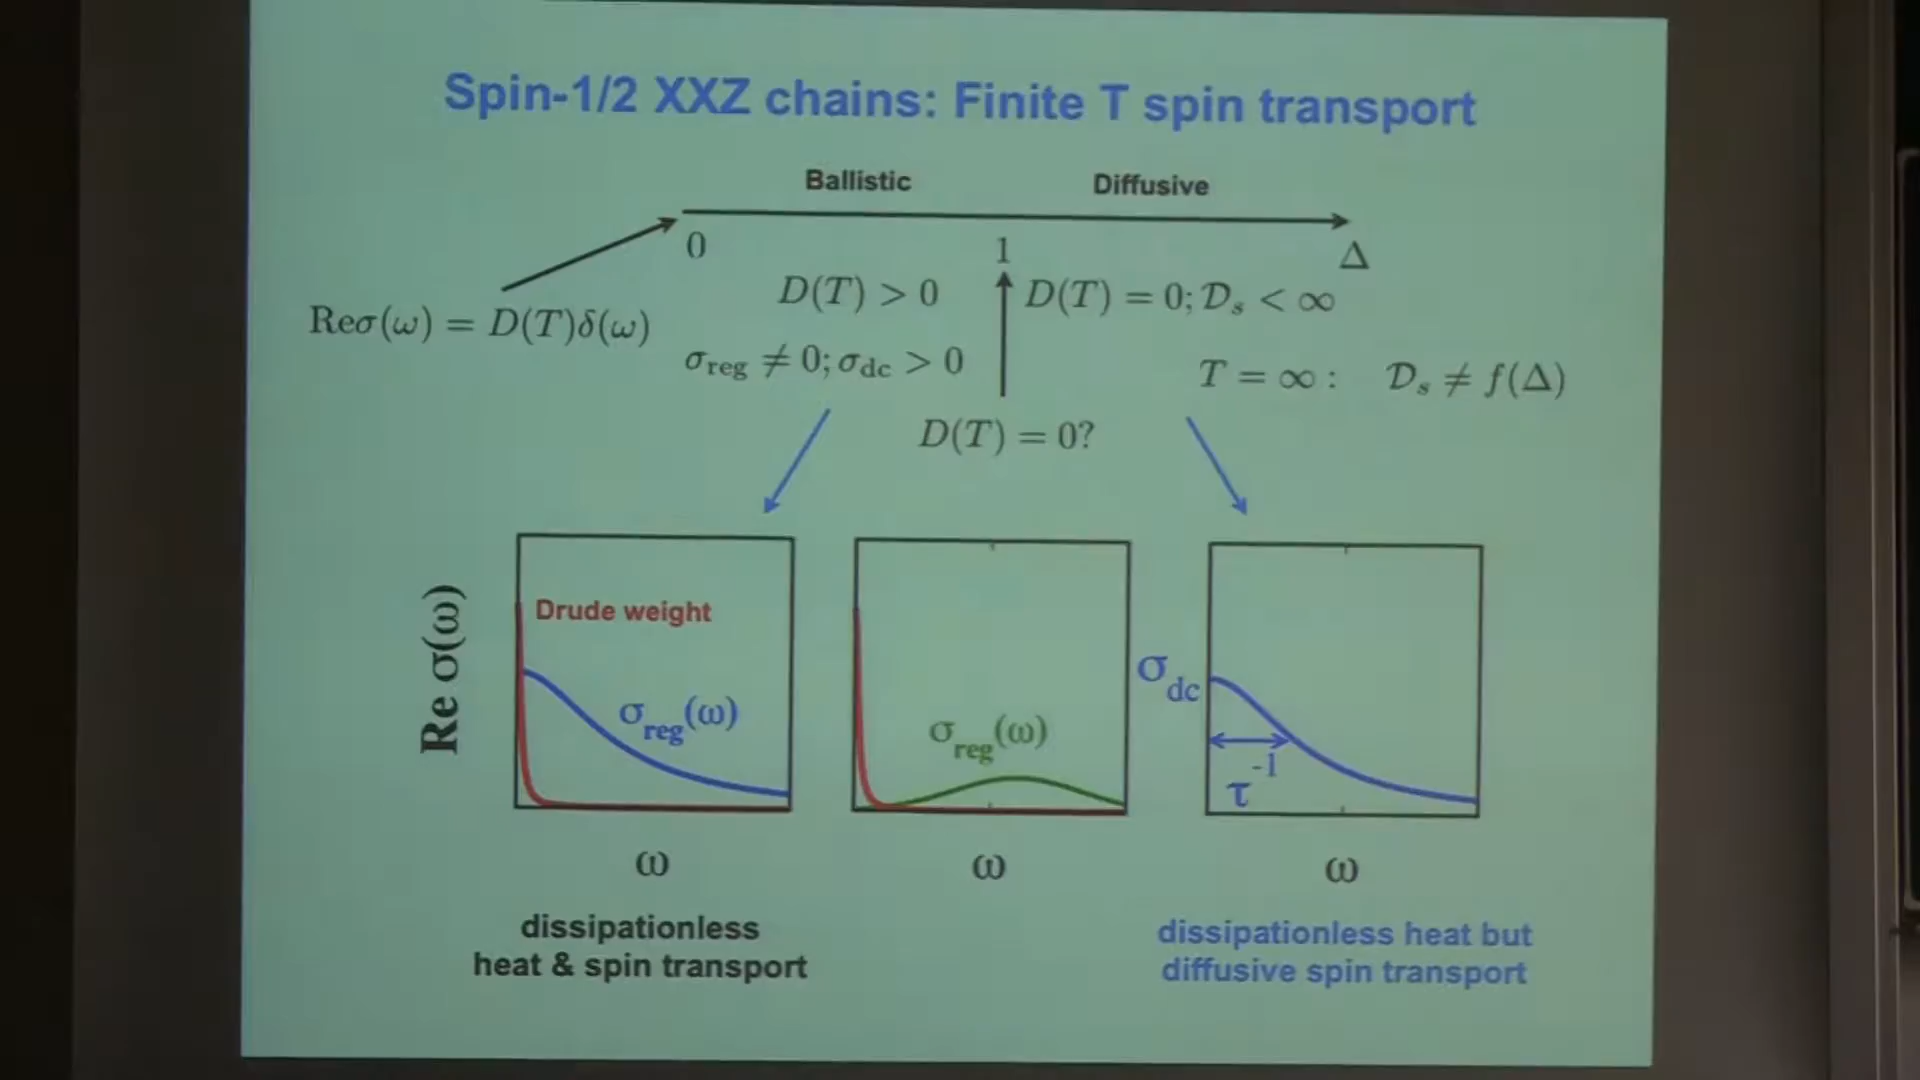 Spin-1/2 XXZ chains: Finite T spin transport
Ballistic
Diffusive
0
1
Δ
Reσ(ω) = D(T)δ(ω)
D(T) > 0
D(T) = 0; 𝒟ₛ < ∞
σ_reg ≠ 0; σ_dc > 0
T = ∞ : 𝒟ₛ ≠ f(Δ)
D(T) = 0?
Re σ(ω)
Drude weight
σ_reg(ω)
σ_reg(ω)
σ_dc
τ⁻¹
ω
ω
ω
dissipationless
heat & spin transport
dissipationless heat but
diffusive spin transport